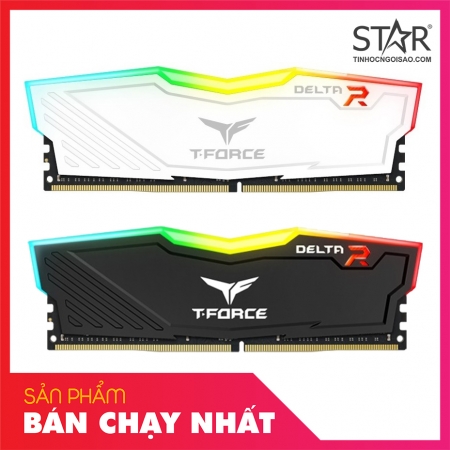 STAR
TINHOCNGOISAO.COM
DELTA R
T-FORCE
DELTA R
T-FORCE
SẢN PHẨM
BÁN CHẠY NHẤT